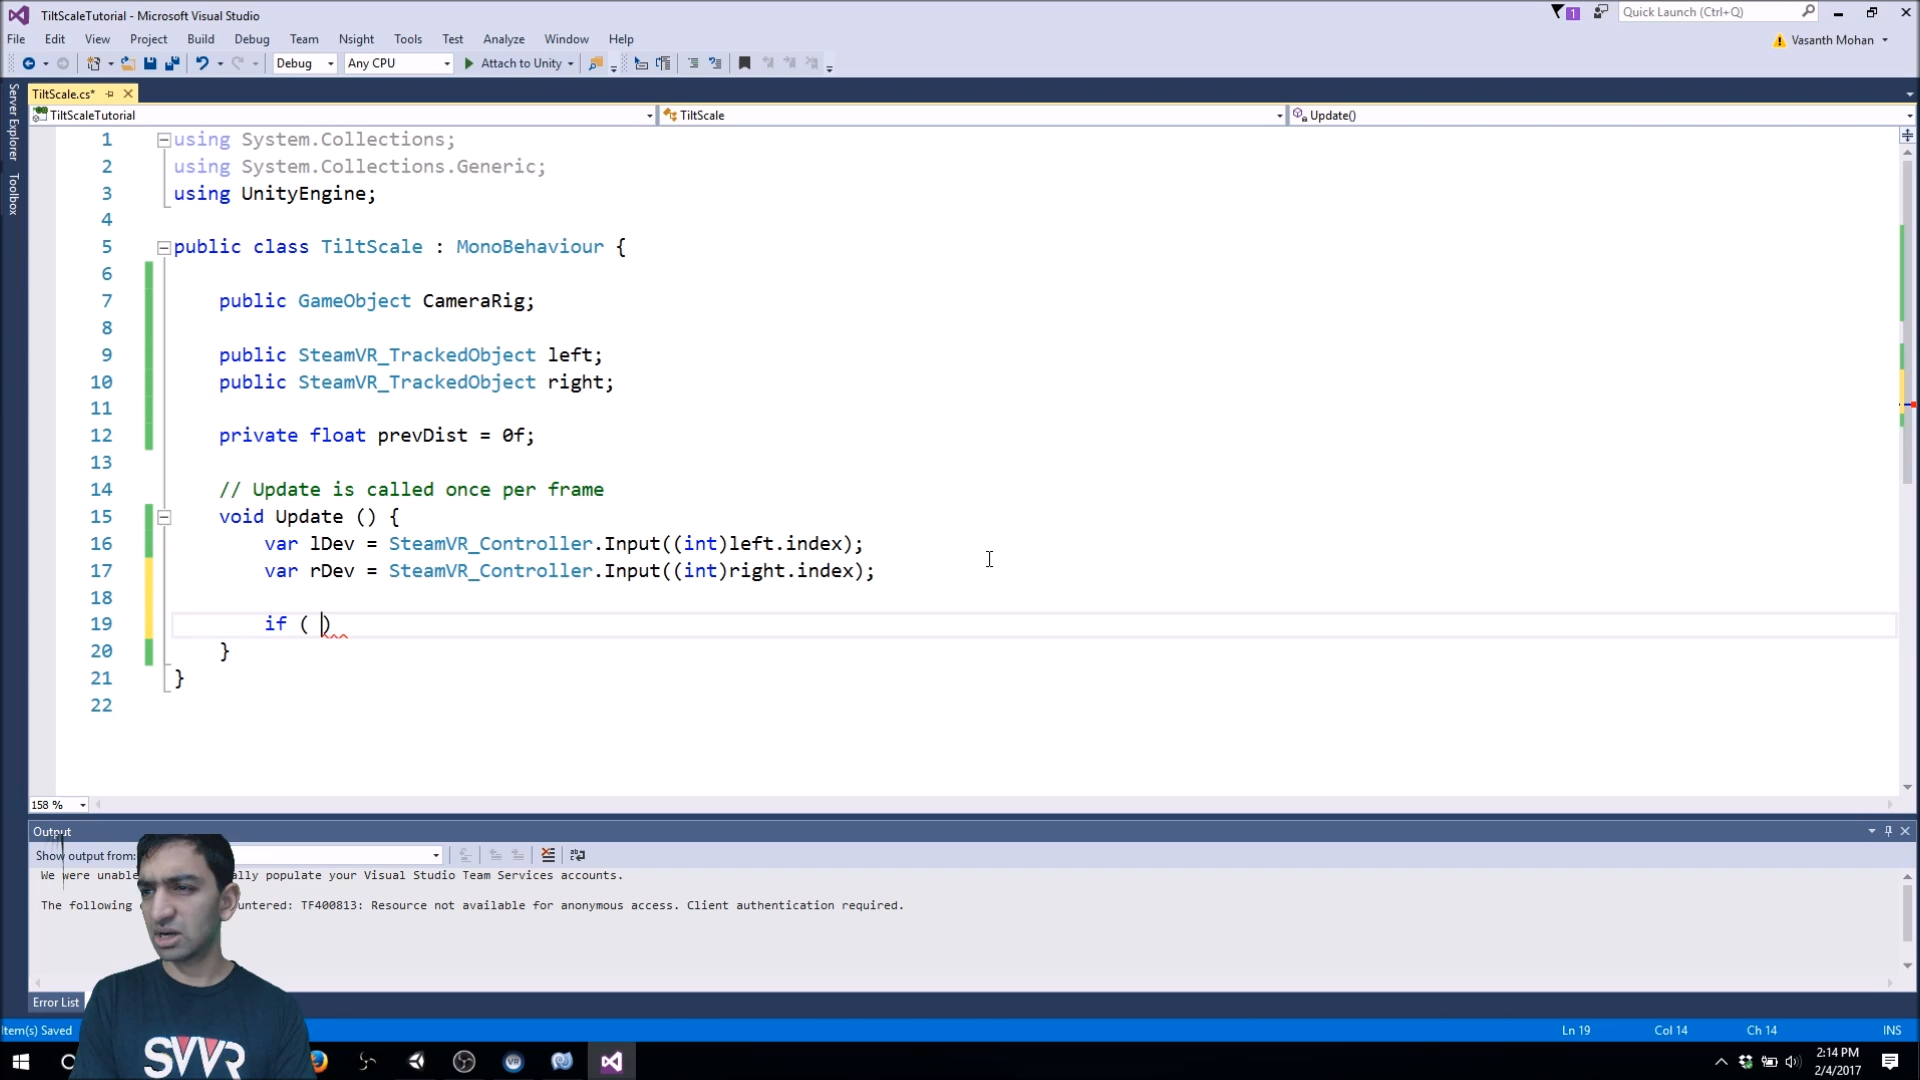 TiltScaleTutorial - Microsoft Visual Studio
1
Quick Launch (Ctrl+Q)
File Edit View Project Build Debug Team Nsight Tools Test Analyze Window Help
Vasanth Mohan
Debug Any CPU Attach to Unity
Server Explorer
Toolbox
TiltScale.cs*
TiltScaleTutorial TiltScale Update()
1 using System.Collections;
2 using System.Collections.Generic;
3 using UnityEngine;
4
5 public class TiltScale : MonoBehaviour {
6
7 public GameObject CameraRig;
8
9 public SteamVR_TrackedObject left;
10 public SteamVR_TrackedObject right;
11
12 private float prevDist = 0f;
13
14 // Update is called once per frame
15 void Update () {
16 var lDev = SteamVR_Controller.Input((int)left.index);
17 var rDev = SteamVR_Controller.Input((int)right.index);
18
19 if ( )
20 }
21 }
22
158 %
Output
Show output from:
We were unable ally populate your Visual Studio Team Services accounts.
The following untered: TF400813: Resource not available for anonymous access. Client authentication required.
Error List
Item(s) Saved Ln 19 Col 14 Ch 14 INS
SVVR
VR
2:14 PM
2/4/2017